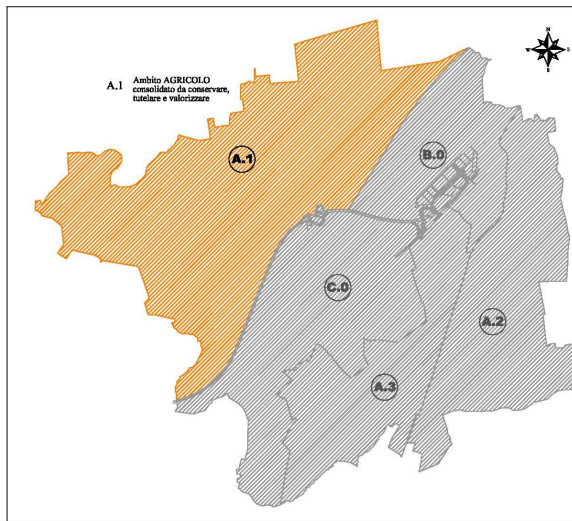 N
A.1 Ambito AGRICOLO
consolidato da conservare,
tutelare e valorizzare
A.1
B.0
C.0
A.2
A.3